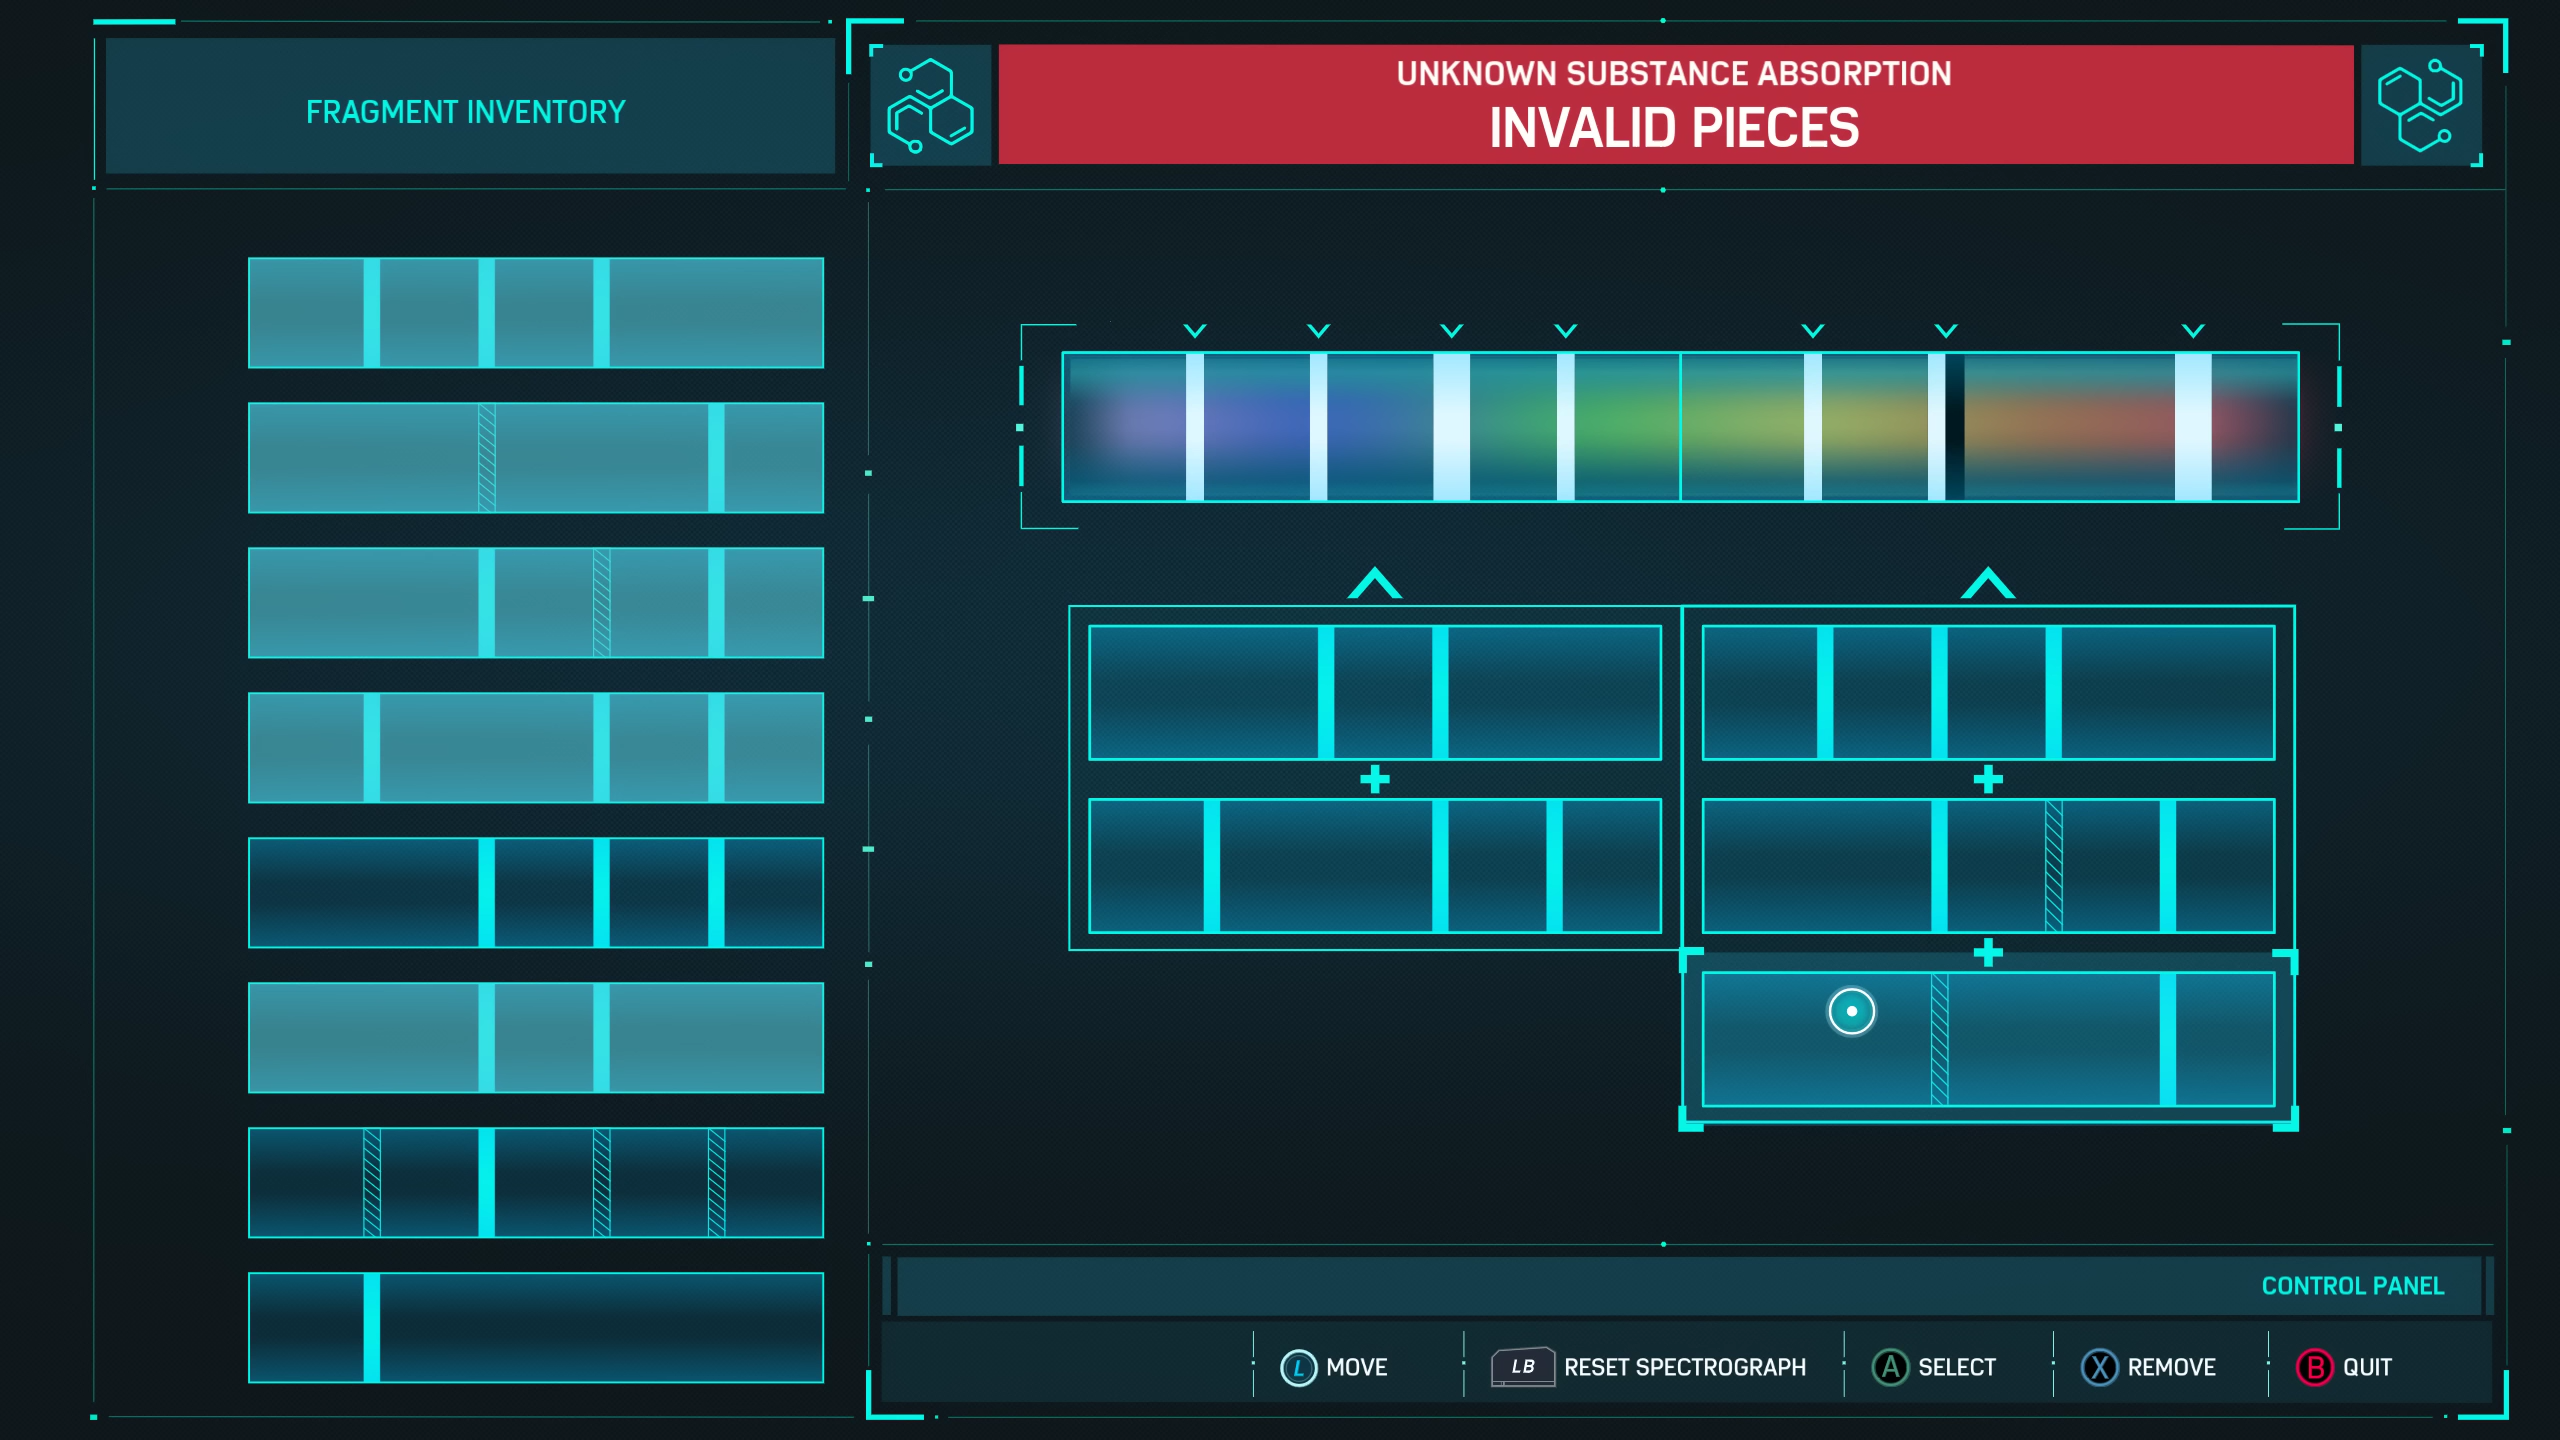 FRAGMENT INVENTORY
UNKNOWN SUBSTANCE ABSORPTION
INVALID PIECES
CONTROL PANEL
L MOVE
LB RESET SPECTROGRAPH
A SELECT
X REMOVE
B QUIT